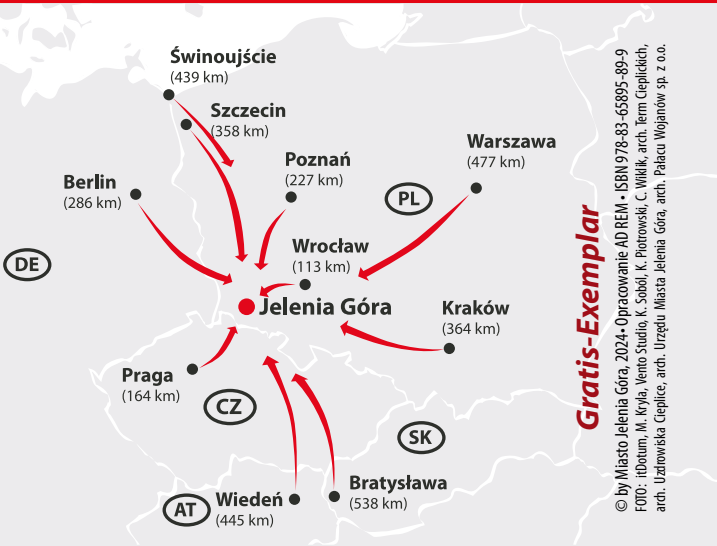 Świnoujście
(439 km)
Szczecin
(358 km)
Poznań
(227 km)
Warszawa
(477 km)
Berlin
(286 km)
PL
DE
Wrocław
(113 km)
Jelenia Góra
Kraków
(364 km)
Praga
(164 km)
CZ
SK
AT
Wiedeń
(445 km)
Bratysława
(538 km)
Gratis-Exemplar
© by Miasto Jelenia Góra, 2024 • Opracowanie AD REM • ISBN 978-83-65895-89-9
FOTO: itDotum, M. Kryla, Vento Studio, K. Soból, K. Piotrowski, C. Wiklik, arch. Term Cieplickich,
arch. Uzdrowiska Cieplice, arch. Urzędu Miasta Jelenia Góra, arch. Pałacu Wojanów sp. z o.o.